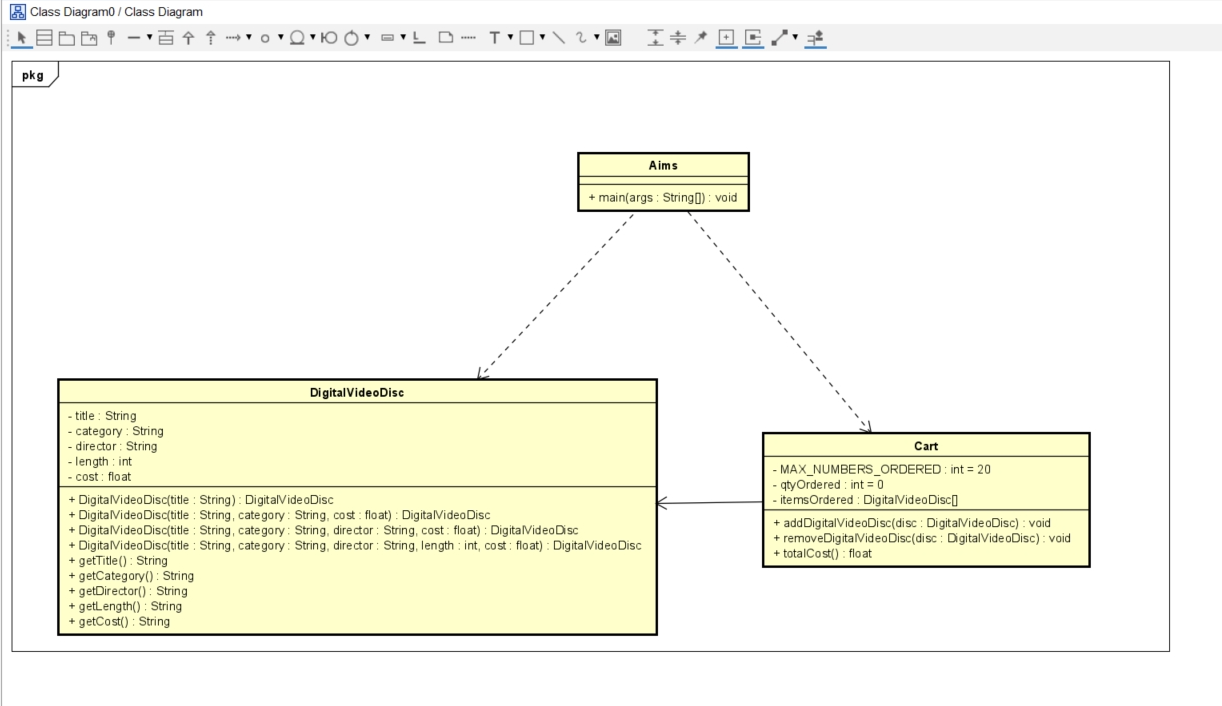 Class Diagram0 / Class Diagram
pkg
Aims
+ main(args : String[]) : void
DigitalVideoDisc
- title : String
- category : String
- director : String
- length : int
- cost : float
+ DigitalVideoDisc(title : String) : DigitalVideoDisc
+ DigitalVideoDisc(title : String, category : String, cost : float) : DigitalVideoDisc
+ DigitalVideoDisc(title : String, category : String, director : String, cost : float) : DigitalVideoDisc
+ DigitalVideoDisc(title : String, category : String, director : String, length : int, cost : float) : DigitalVideoDisc
+ getTitle() : String
+ getCategory() : String
+ getDirector() : String
+ getLength() : String
+ getCost() : String
Cart
- MAX_NUMBERS_ORDERED : int = 20
- qtyOrdered : int = 0
- itemsOrdered : DigitalVideoDisc[]
+ addDigitalVideoDisc(disc : DigitalVideoDisc) : void
+ removeDigitalVideoDisc(disc : DigitalVideoDisc) : void
+ totalCost() : float